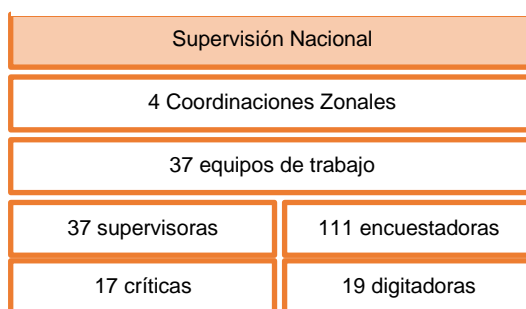 Supervisión Nacional
4 Coordinaciones Zonales
37 equipos de trabajo
37 supervisoras
111 encuestadoras
17 críticas
19 digitadoras